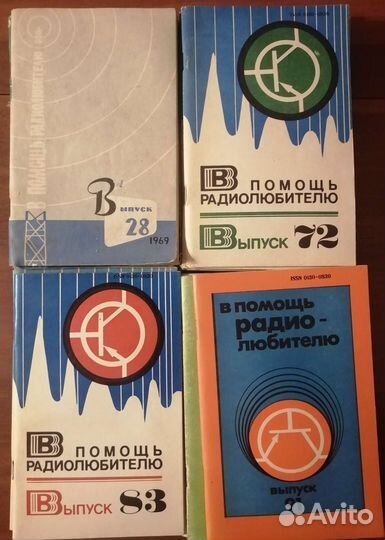 В ПОМОЩЬ РАДИОЛЮБИТЕЛЮ
Выпуск
28
1969
В ПОМОЩЬ
РАДИОЛЮБИТЕЛЮ
Выпуск 72
В ПОМОЩЬ
РАДИОЛЮБИТЕЛЮ
Выпуск 83
ISSN 0130-0830
В ПОМОЩЬ
РАДИО-
ЛЮБИТЕЛЮ
ВЫПУСК
Avito